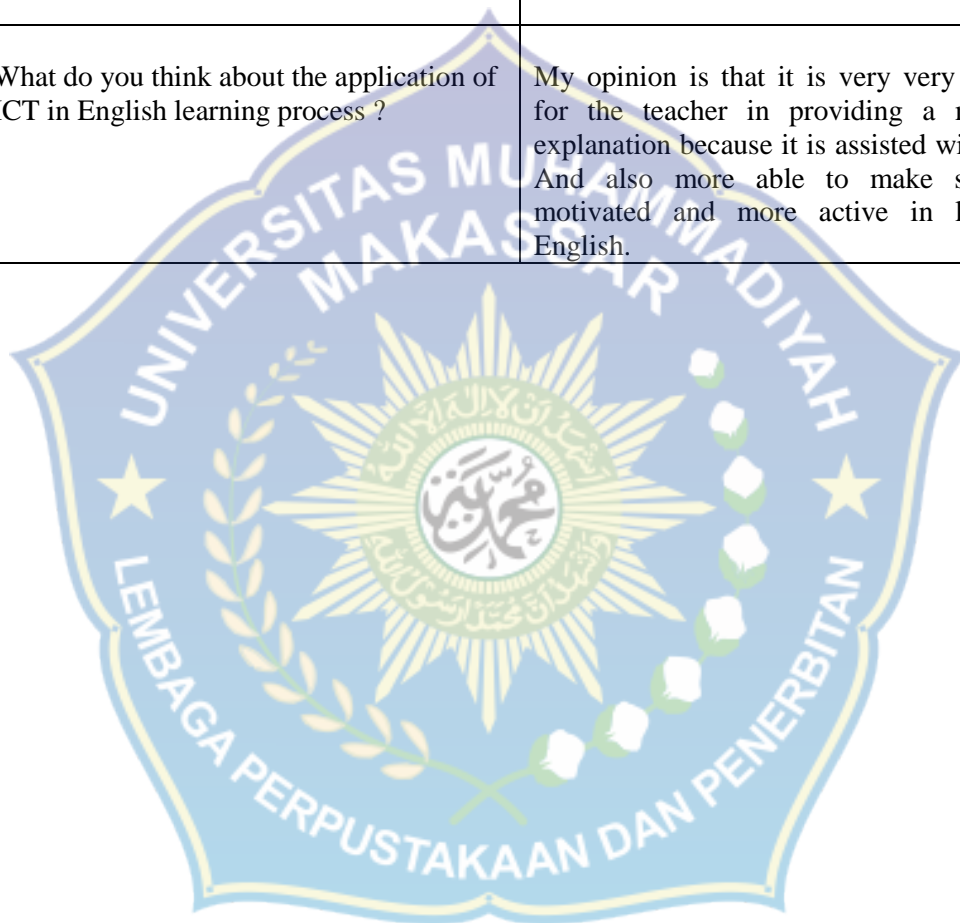 What do you think about the application of
ICT in English learning process ?
My opinion is that it is very very
for the teacher in providing a
explanation because it is assisted
And also more able to make
motivated and more active in
English.
UNIVERSITAS MUHAMMADIYAH
MAKASSAR
LEMBAGA PERPUSTAKAAN DAN PENERBITAN